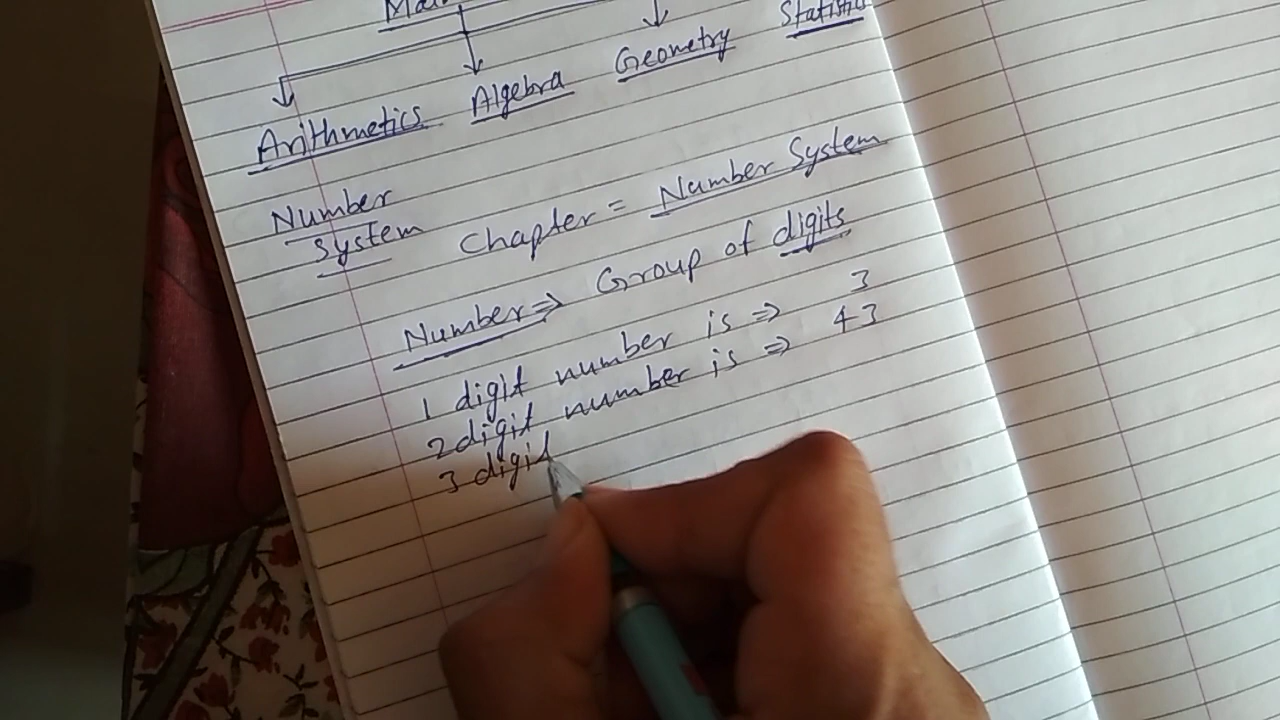 Arithmetics Algebra Geometry
Number
System
Chapter = Number System
Number ⇒ Group of digits
1 digit number is ⇒ 3
2 digit number is ⇒ 43
3 digit